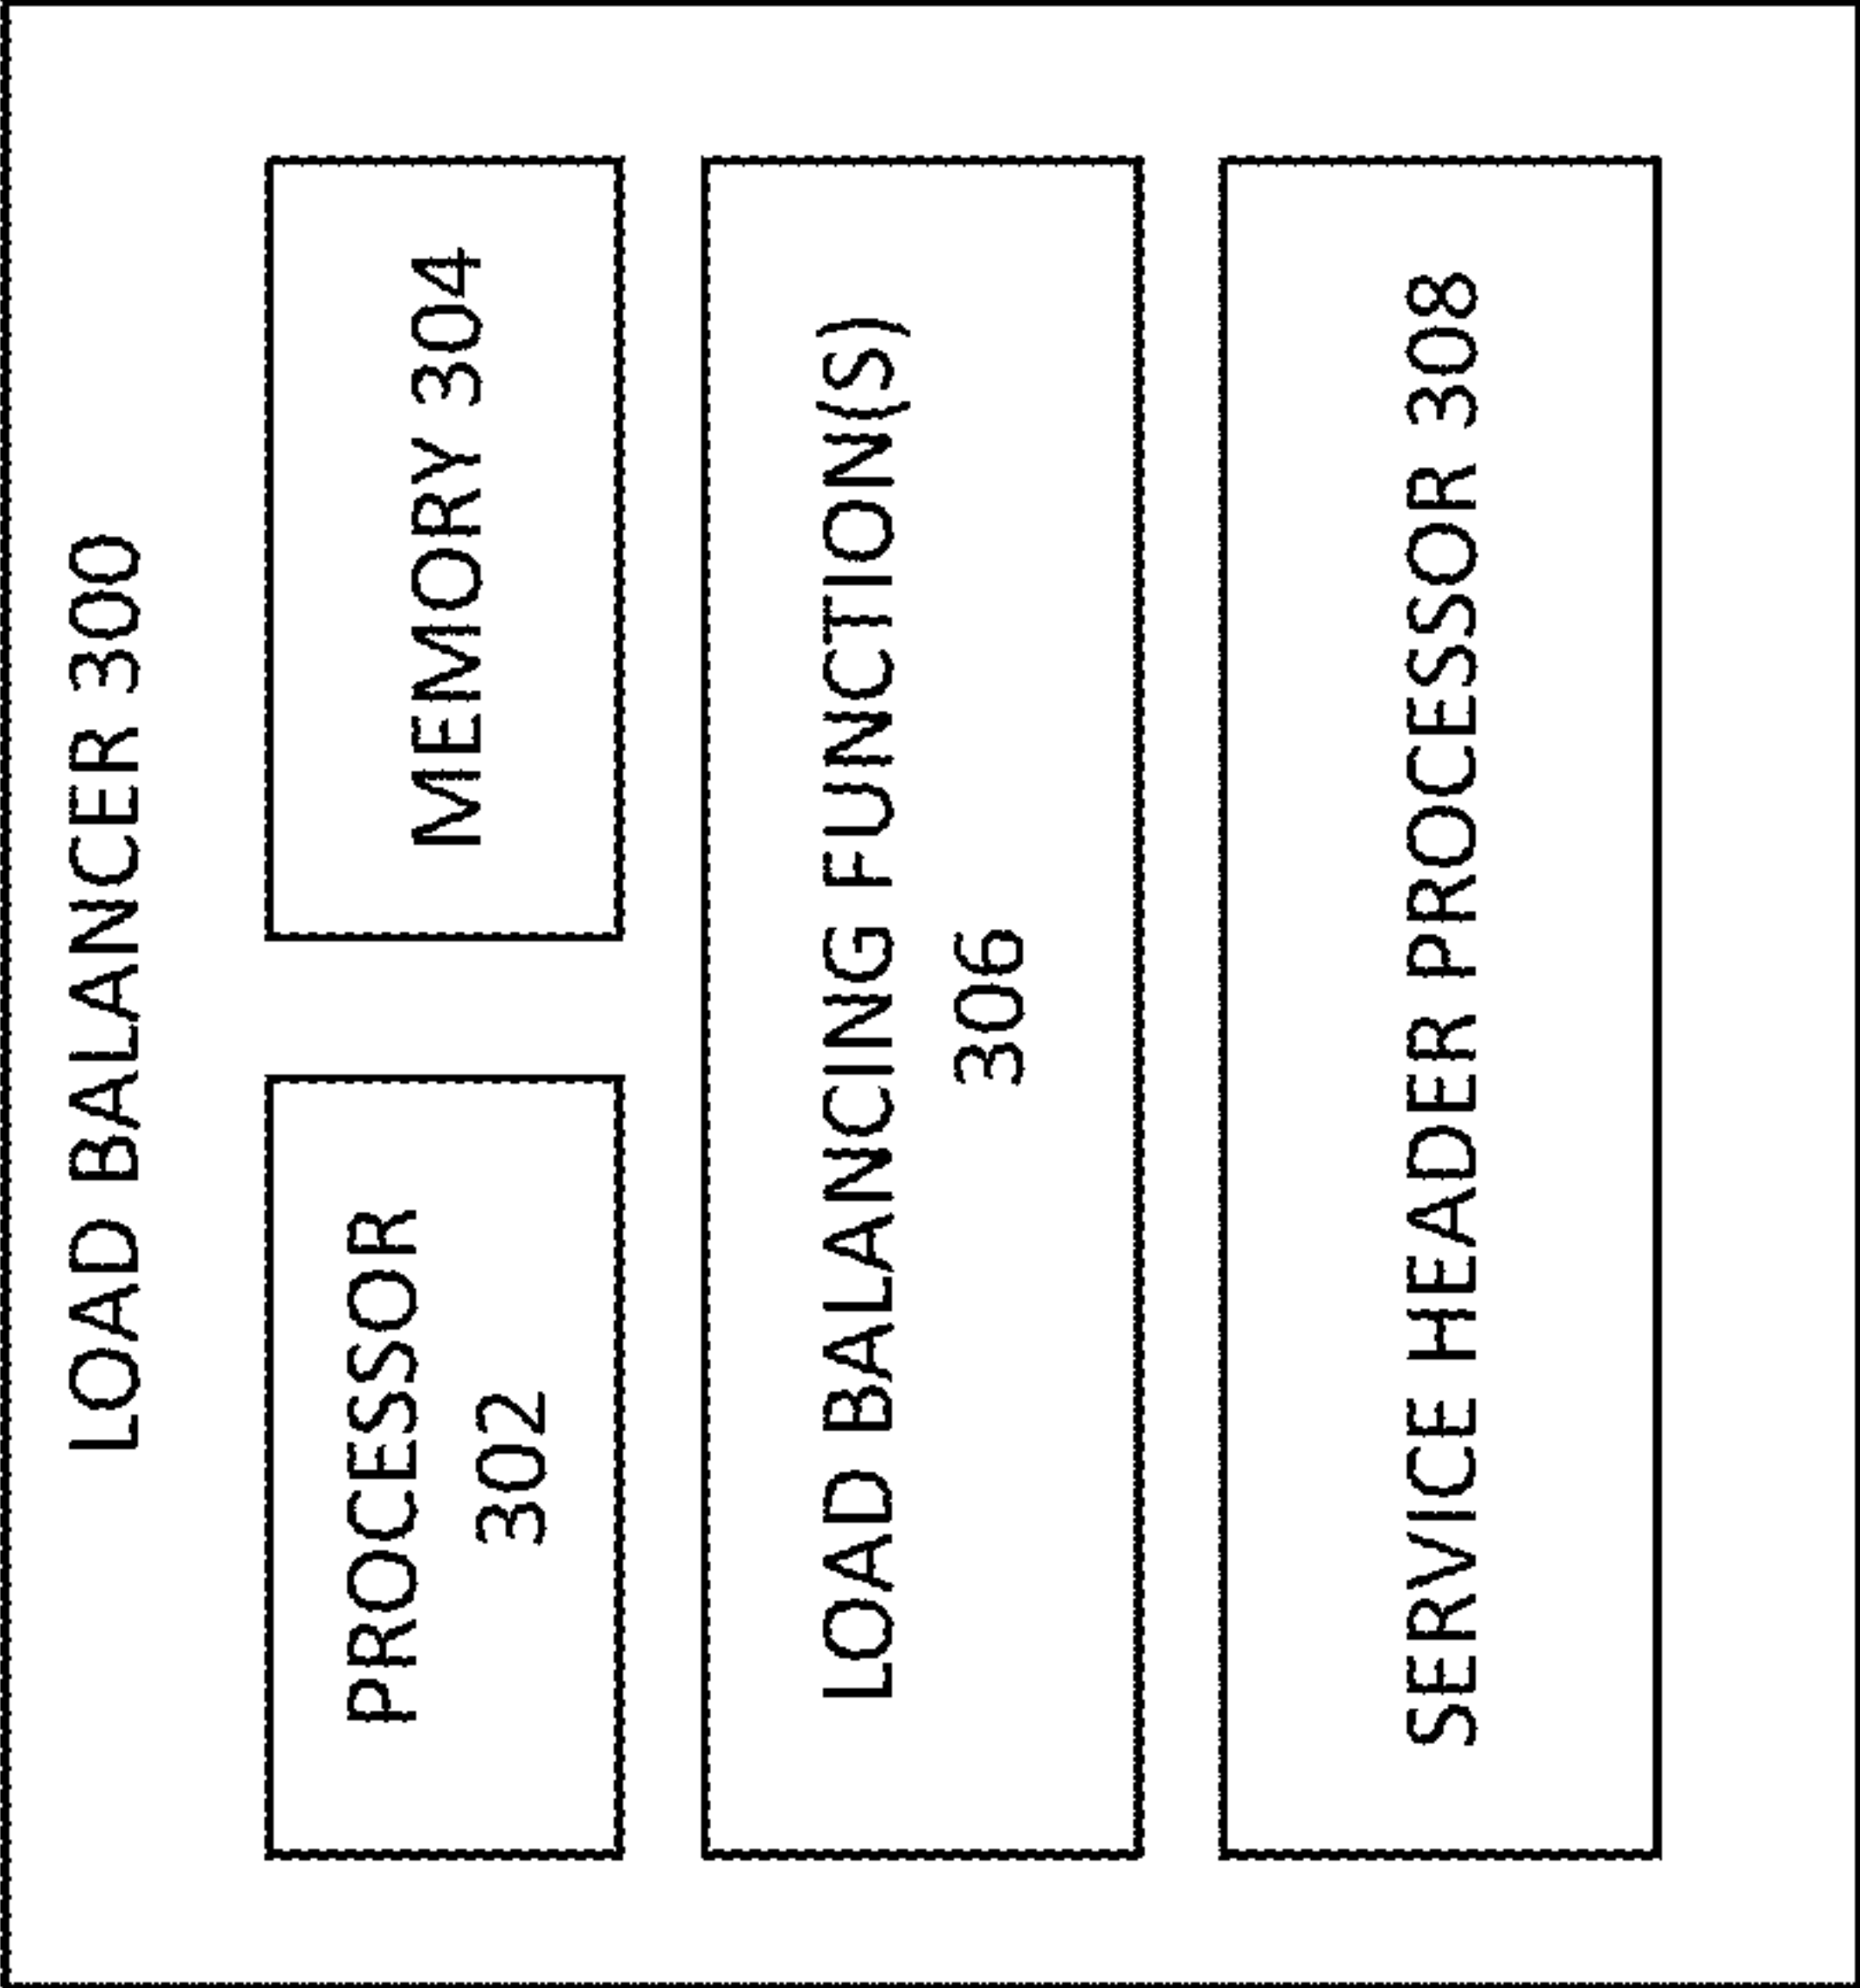 LOAD BALANCER 300
PROCESSOR
302
MEMORY 304
LOAD BALANCING FUNCTION(S)
306
SERVICE HEADER PROCESSOR 308